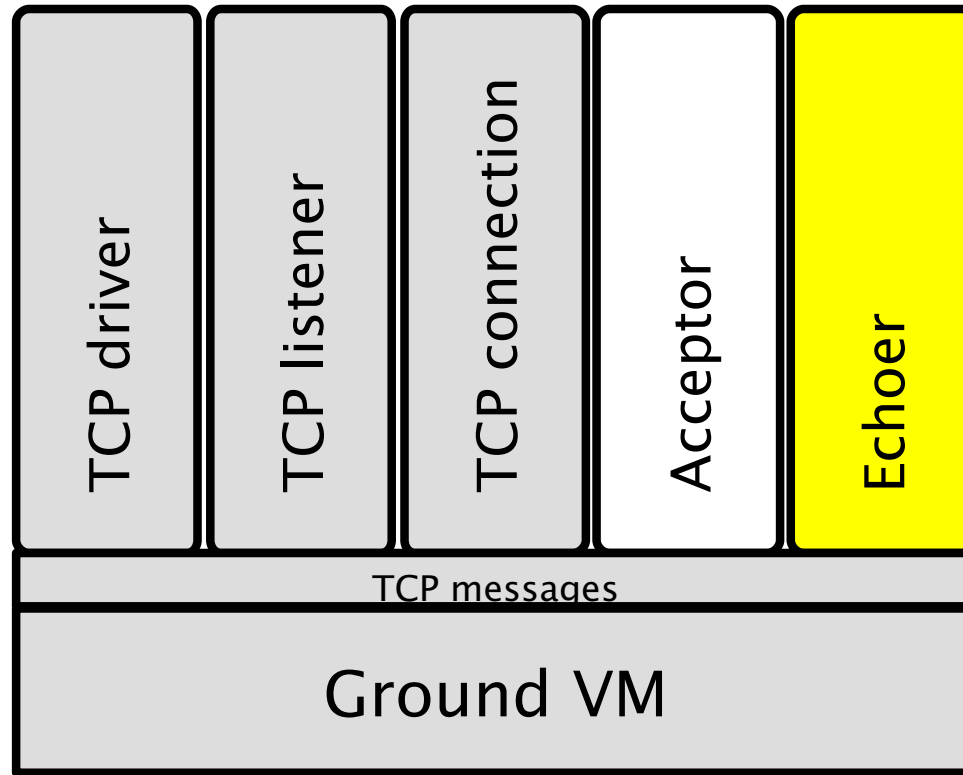 TCP driver
TCP listener
TCP connection
Acceptor
Echoer
TCP messages
Ground VM